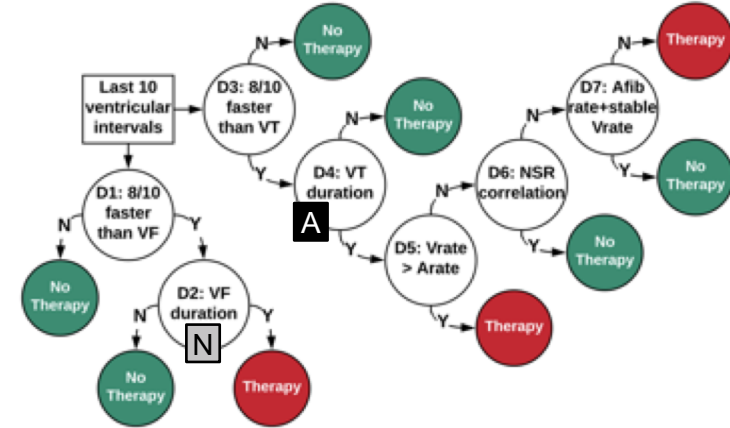 No
Therapy
N
Therapy
N
Last 10
ventricular
intervals
D3: 8/10
faster
than VT
D7: Afib
rate+stable
Vrate
No
Therapy
N
N
Y
D4: VT
duration
D6: NSR
correlation
Y
No
Therapy
D1: 8/10
faster
than VF
N
A
N
Y
Y
D5: Vrate
> Arate
Y
No
Therapy
No
Therapy
D2: VF
duration
N
N
Y
Y
Therapy
No
Therapy
Therapy